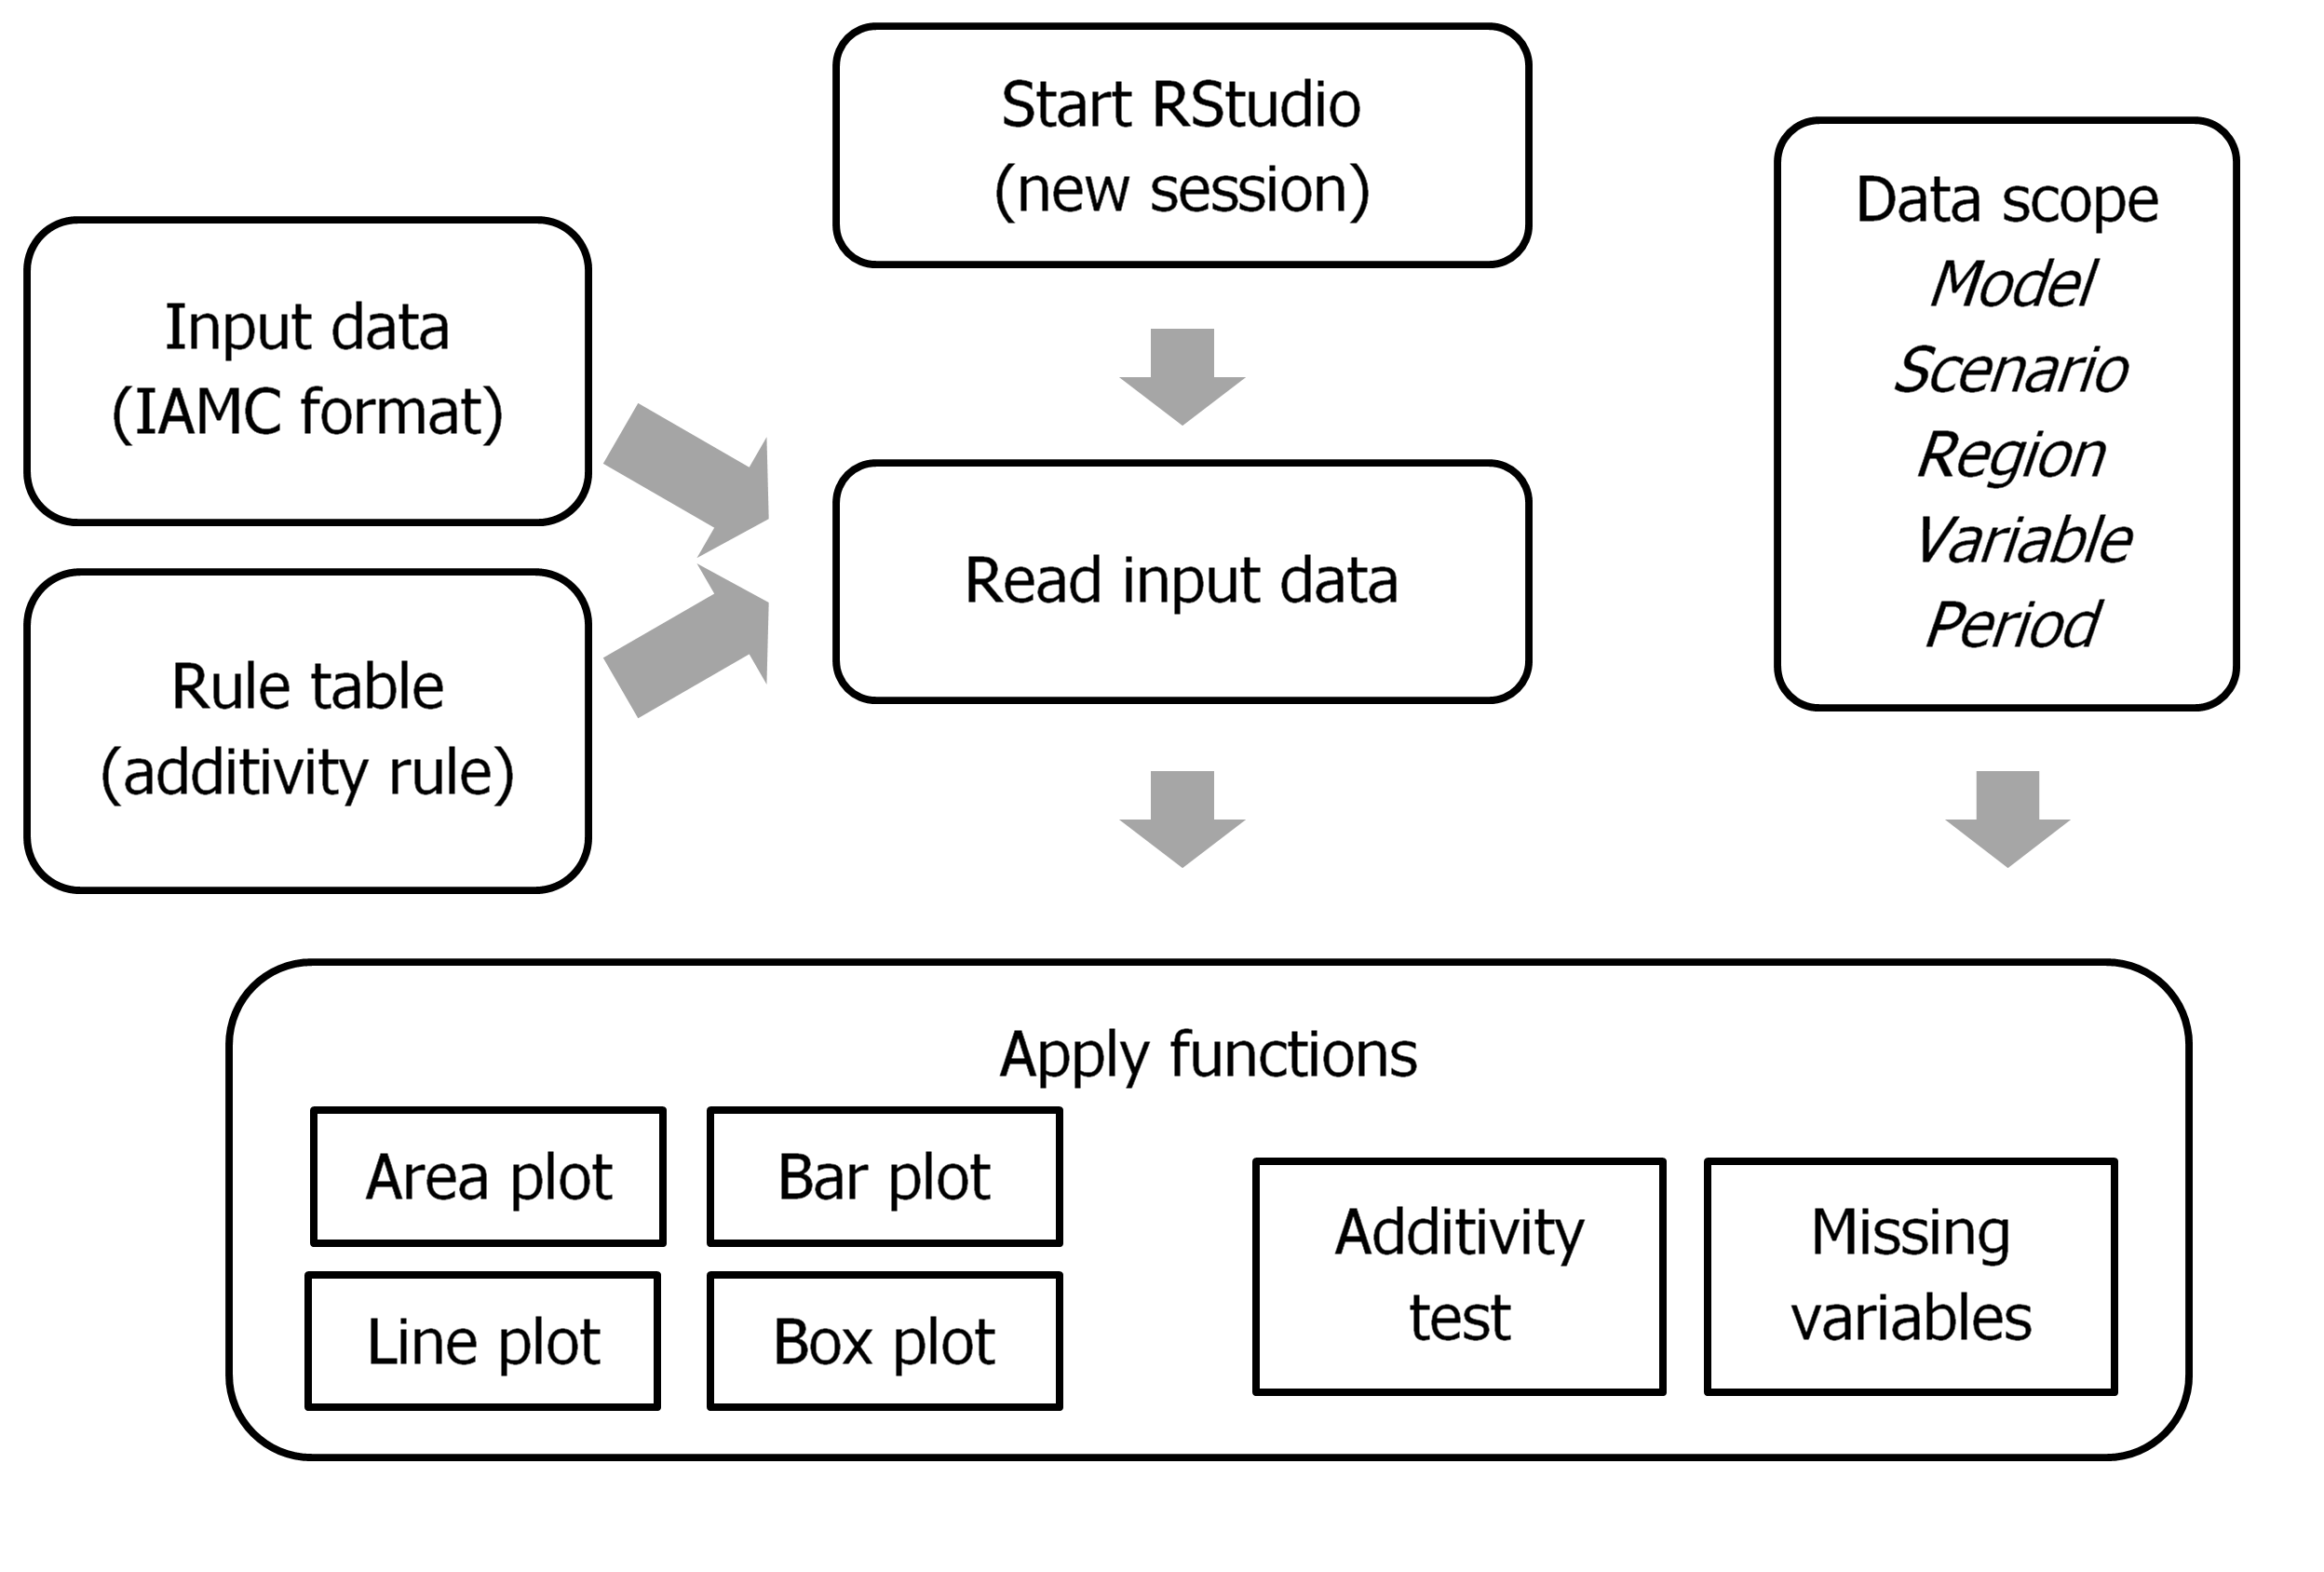 Start RStudio
(new session)
Input data
(IAMC format)
Rule table
(additivity rule)
Read input data
Data scope
Model
Scenario
Region
Variable
Period
Apply functions
Area plot
Bar plot
Line plot
Box plot
Additivity
test
Missing
variables